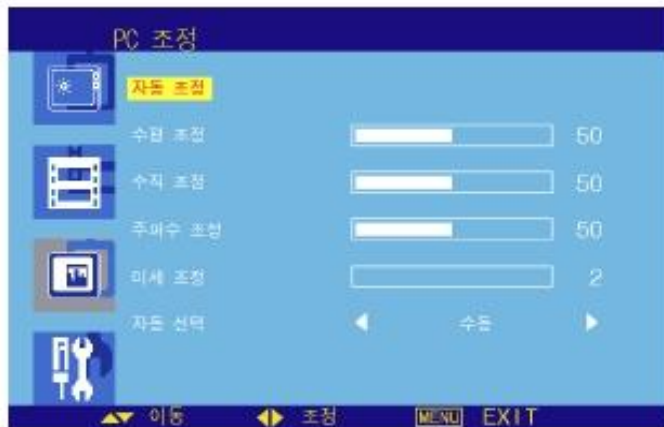 PC 조정
자동 조정
수평 조정 50
수직 조정 50
주파수 조정 50
미세 조정 2
자동 선택 수동
이동 조정 MENU EXIT